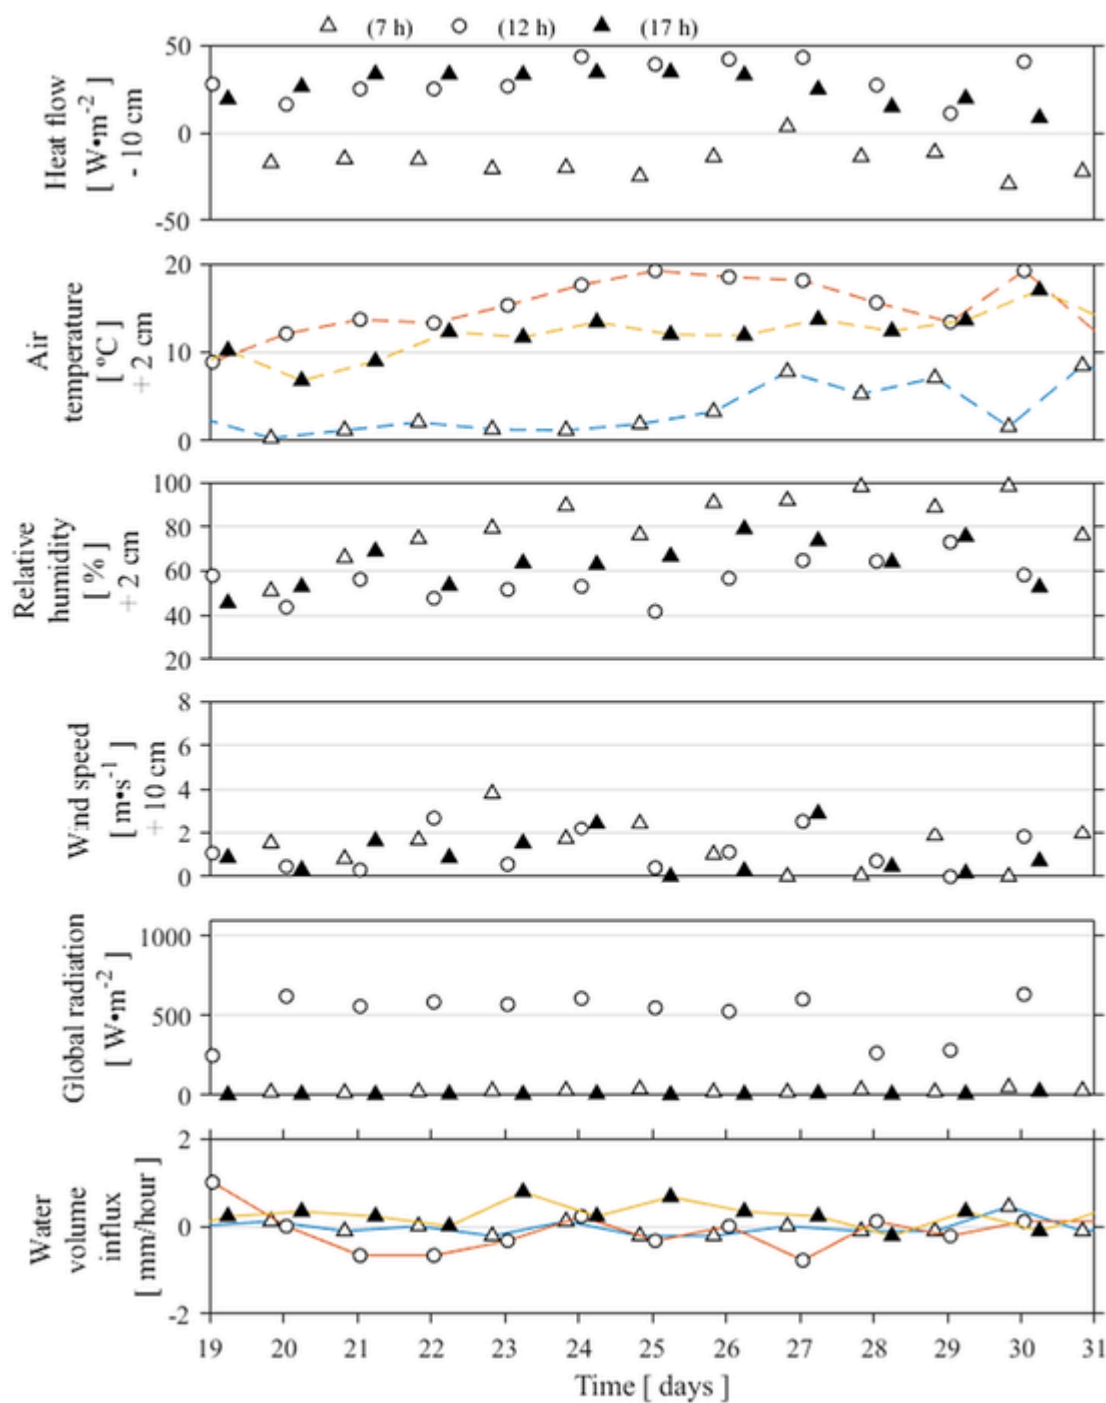 (7 h) (12 h) (17 h)
Heat flow
[ W•m-2 ]
- 10 cm
50
0
-50
Air
temperature
[ ºC ]
+ 2 cm
20
10
0
Relative
humidity
[ % ]
+ 2 cm
100
80
60
40
20
Wind speed
[ m•s-1 ]
+ 10 cm
8
6
4
2
0
Global radiation
[ W•m-2 ]
1000
500
0
Water
volume
influx
[ mm/hour ]
2
0
-2
19 20 21 22 23 24 25 26 27 28 29 30 31
Time [ days ]